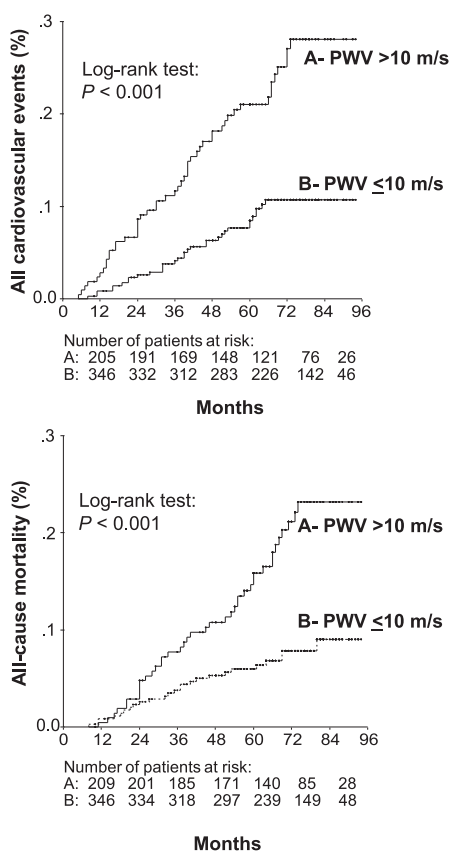 .3
A- PWV >10 m/s
Log-rank test:
P < 0.001
.2
All cardiovascular events (%)
B- PWV ≤10 m/s
.1
0.0
0 12 24 36 48 60 72 84 96
Number of patients at risk:
A: 205 191 169 148 121 76 26
B: 346 332 312 283 226 142 46
Months
.3
Log-rank test:
P < 0.001
A- PWV >10 m/s
.2
All-cause mortality (%)
B- PWV ≤10 m/s
.1
0.0
0 12 24 36 48 60 72 84 96
Number of patients at risk:
A: 209 201 185 171 140 85 28
B: 346 334 318 297 239 149 48
Months